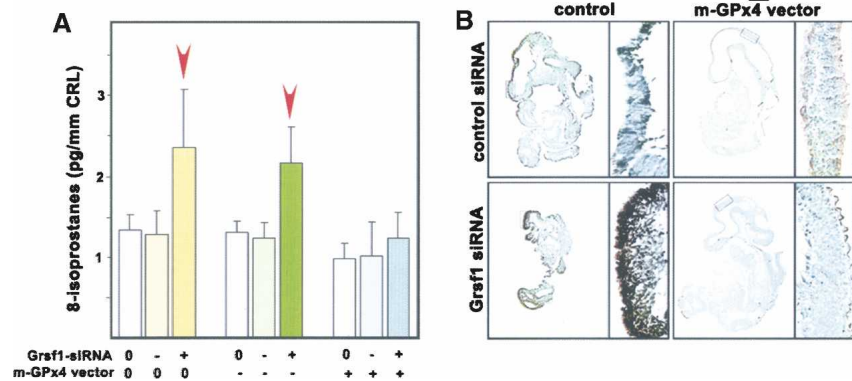 A
8-isoprostanes (pg/mm CRL)
3
2
1
Grsf1-siRNA 0 - + 0 - + 0 - +
m-GPx4 vector 0 0 0 - - - + + +
B
control m-GPx4 vector
control siRNA
Grsf1 siRNA